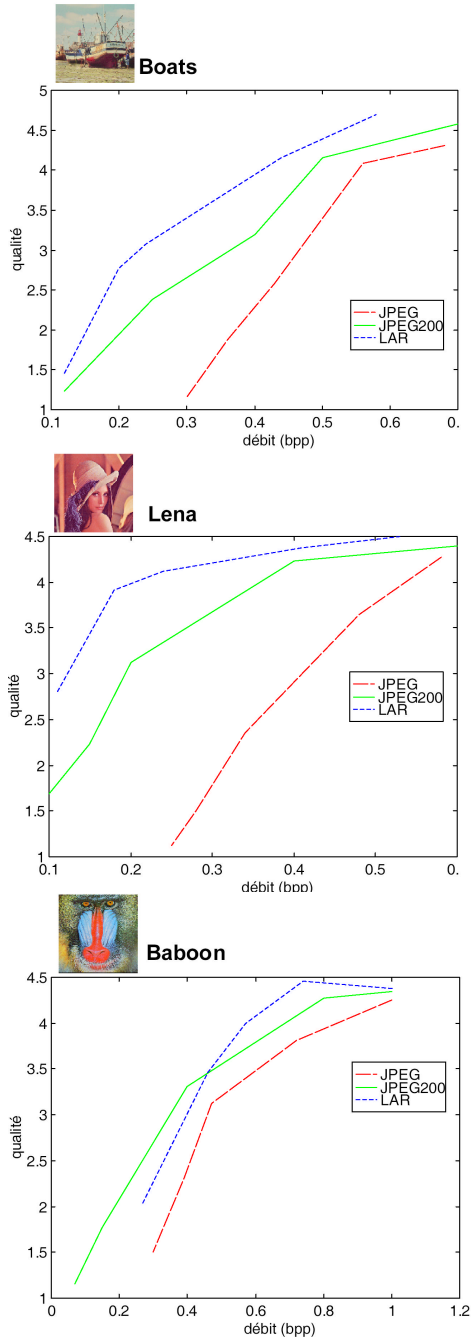 Boats
5
4.5
4
3.5
3
2.5
2
1.5
1
qualité
JPEG
JPEG200
LAR
0.1 0.2 0.3 0.4 0.5 0.6 0.
débit (bpp)
Lena
4.5
4
3.5
3
2.5
2
1.5
1
qualité
JPEG
JPEG200
LAR
0.1 0.2 0.3 0.4 0.5 0.
débit (bpp)
Baboon
4.5
4
3.5
3
2.5
2
1.5
1
qualité
JPEG
JPEG200
LAR
0 0.2 0.4 0.6 0.8 1 1.2
débit (bpp)